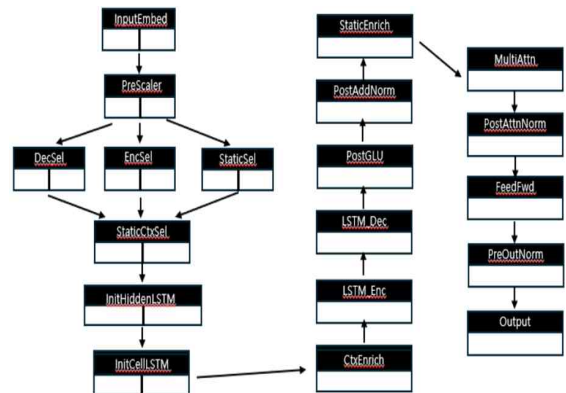 InputEmbed
PreScaler
DecSel
EncSel
StaticSel
StaticCtxSel
InitHiddenLSTM
InitCellLSTM
CtxEnrich
LSTM_Enc
LSTM_Dec
PostGLU
PostAddNorm
StaticEnrich
MultiAttn
PostAttnNorm
FeedFwd
PreOutNorm
Output